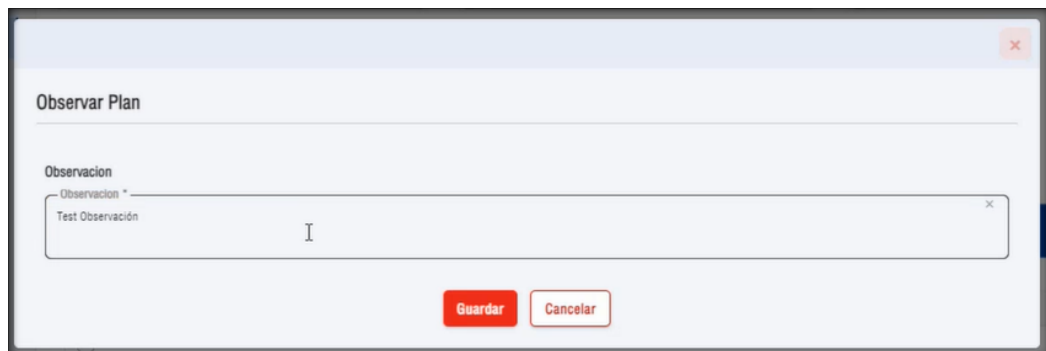 Observar Plan
Observacion
Observacion *
Test Observación
Guardar
Cancelar